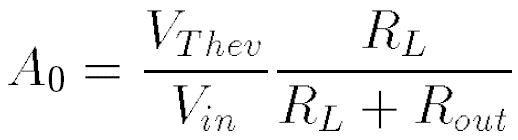 A_0 = \frac{V_{Thev}}{V_{in}} \frac{R_L}{R_L + R_{out}}